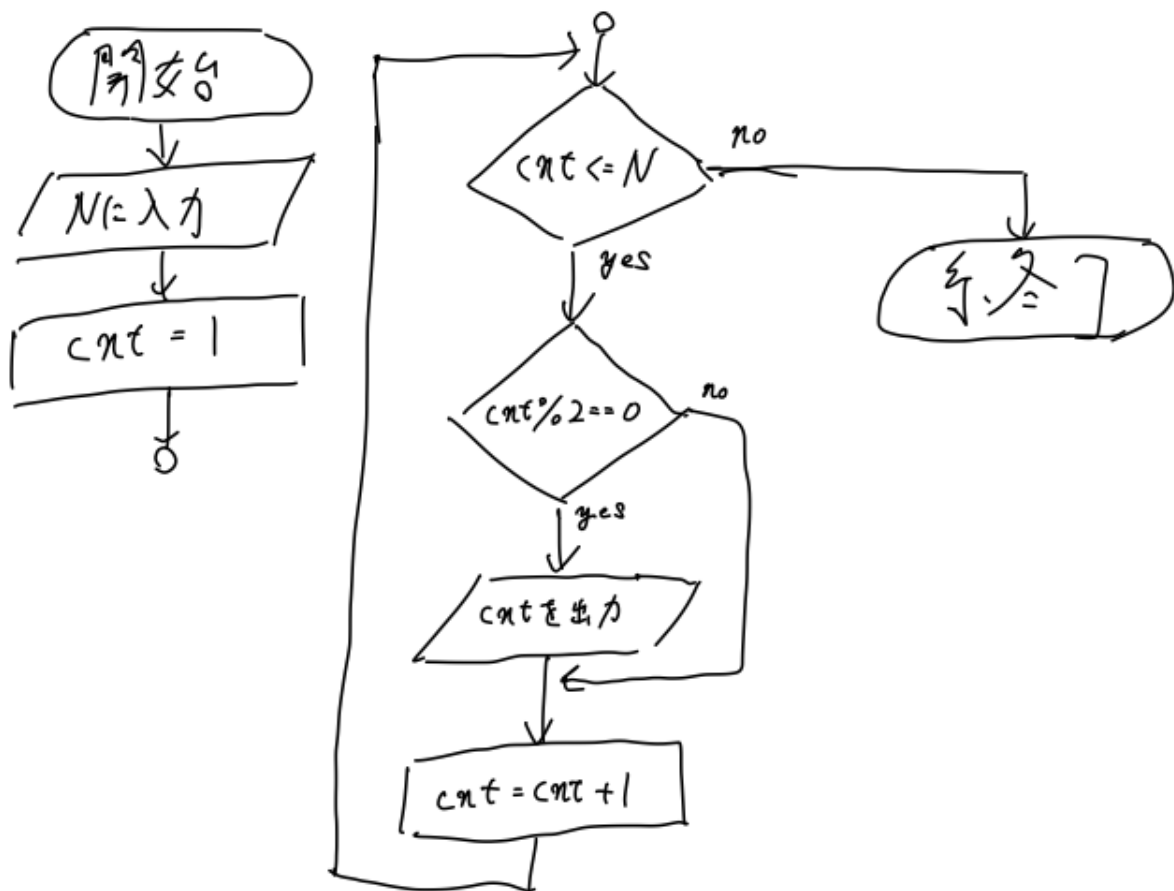 開始
Nに入力
cnt = 1
cnt <= N
no
yes
終了
cnt%2==0
no
yes
cntを出力
cnt = cnt + 1